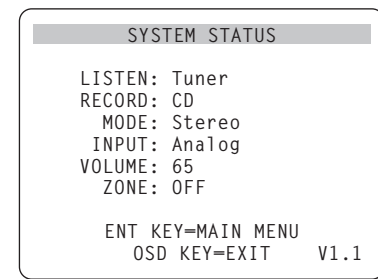 SYSTEM STATUS
LISTEN: Tuner
RECORD: CD
MODE: Stereo
INPUT: Analog
VOLUME: 65
ZONE: OFF
ENT KEY=MAIN MENU
OSD KEY=EXIT V1.1